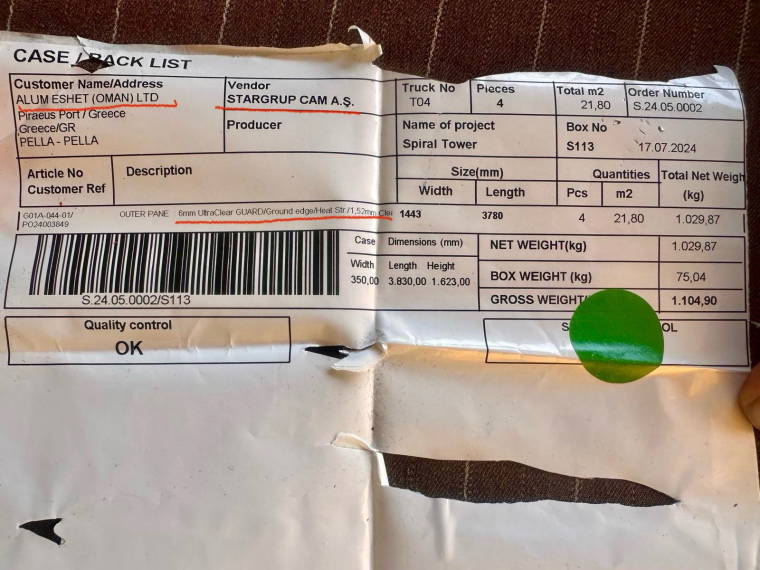 CASE / PACK LIST
Customer Name/Address
ALUM ESHET (OMAN) LTD
Piraeus Port / Greece
Greece/GR
PELLA - PELLA
Vendor
STARGRUP CAM A.Ş.
Producer
Truck No
T04
Pieces
4
Total m2
21,80
Order Number
S.24.05.0002
Name of project
Spiral Tower
Box No
S113
17.07.2024
Article No
Customer Ref
Description
Size(mm)
Width
Length
Quantities
Pcs
m2
Total Net Weigh
(kg)
G01A-044-01/
PO24003849
OUTER PANE
6mm UltraClear GUARD/Ground edge/Heat Str/1,52mm Clei
1443
3780
4
21,80
1.029,87
S.24.05.0002/S113
Case Dimensions (mm)
Width Length Height
350,00 3.830,00 1.623,00
NET WEIGHT(kg)
1.029,87
BOX WEIGHT (kg)
75,04
GROSS WEIGHT
1.104,90
Quality control
OK
S OL